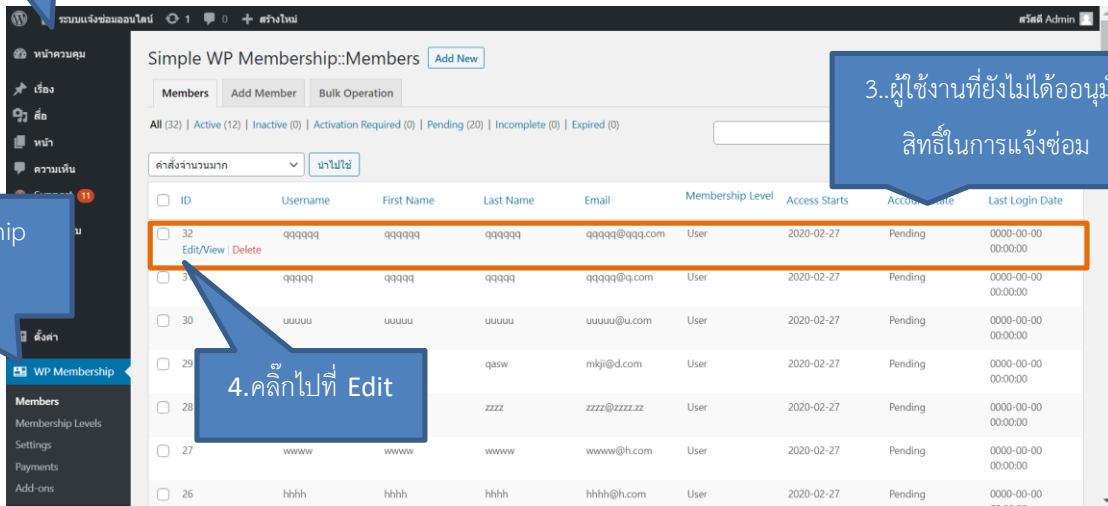 ระบบแจ้งซ่อมออนไลน์ 1 0 + สร้างใหม่ สวัสดี Admin
หน้าควบคุม
เรื่อง
สื่อ
หน้า
ความเห็น
11
ตั้งค่า
WP Membership
Members
Membership Levels
Settings
Payments
Add-ons
Simple WP Membership::Members Add New
Members Add Member Bulk Operation
All (32) | Active (12) | Inactive (0) | Activation Required (0) | Pending (20) | Incomplete (0) | Expired (0)
คำสั่งจำนวนมาก นำไปใช้
3..ผู้ใช้งานที่ยังไม่ได้ออนุมั
สิทธิ์ในการแจ้งซ่อม
ID Username First Name Last Name Email Membership Level Access Starts Last Login Date
32 qqqqqq qqqqqq qqqqqq qqqqq@qqq.com User 2020-02-27 Pending 0000-00-00
Edit/View | Delete 00:00:00
qqqqq qqqqq qqqqq qqqqq@q.com User 2020-02-27 Pending 0000-00-00
00:00:00
30 uuuuu uuuuu uuuuu uuuuu@u.com User 2020-02-27 Pending 0000-00-00
00:00:00
29 qasw mkji@d.com User 2020-02-27 Pending 0000-00-00
00:00:00
28 zzzz zzzz@zzzz.zz User 2020-02-27 Pending 0000-00-00
00:00:00
27 wwww wwww wwww wwww@h.com User 2020-02-27 Pending 0000-00-00
00:00:00
26 hhhh hhhh hhhh hhhh@h.com User 2020-02-27 Pending 0000-00-00
4.คลิ๊กไปที่ Edit